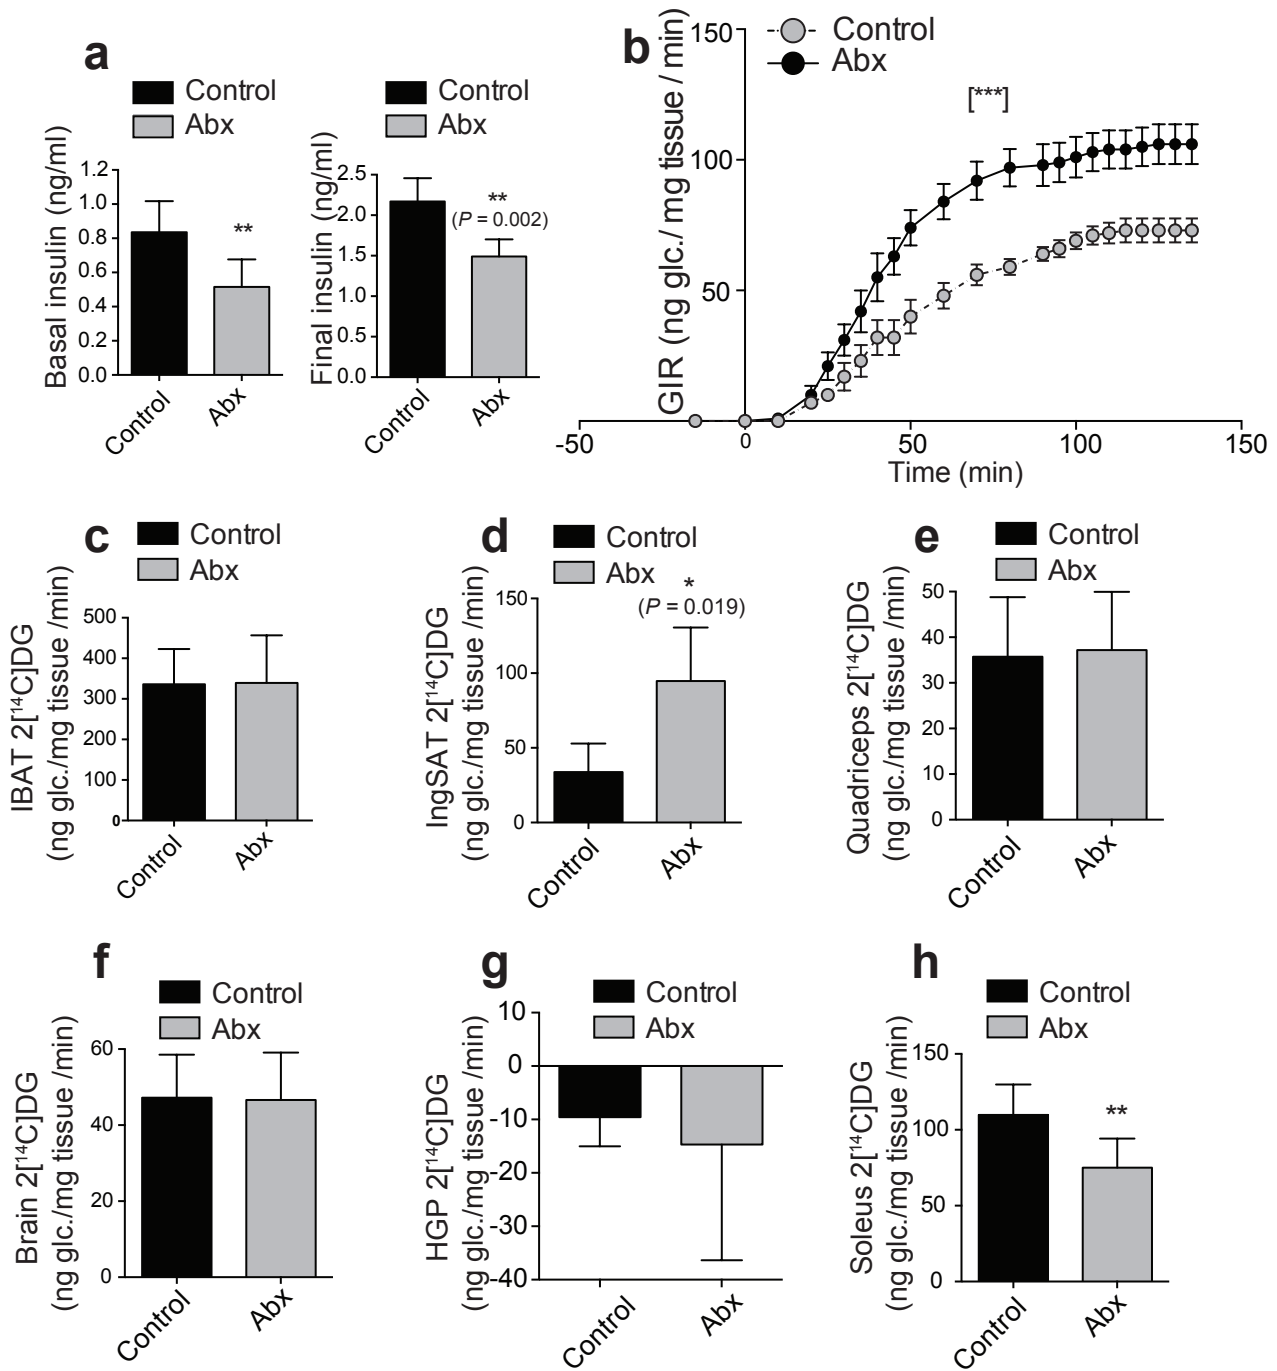 a
Control
Abx
Basal insulin (ng/ml)
1.2
1.0
0.8
0.6
0.4
0.2
0.0
**
Control
Abx
Control
Abx
Final insulin (ng/ml)
2.5
2.0
1.5
1.0
0.5
0.0
**
(P = 0.002)
Control
Abx
b
Control
Abx
GIR (ng glc./ mg tissue / min)
150
100
50
[***]
-50
0
50
100
150
Time (min)
c
Control
Abx
IBAT 2[14C]DG
(ng glc./mg tissue /min)
500
400
300
200
100
0
Control
Abx
d
Control
Abx
IngSAT 2[14C]DG
(ng glc./mg tissue /min)
150
100
50
0
*
(P = 0.019)
Control
Abx
e
Control
Abx
Quadriceps 2[14C]DG
(ng glc./mg tissue /min)
50
40
30
20
10
0
Control
Abx
f
Control
Abx
Brain 2[14C]DG
(ng glc./mg tissue /min)
60
40
20
0
Control
Abx
g
Control
Abx
HGP 2[14C]DG
(ng glc./mg tissue /min)
10
0
-10
-20
-30
-40
Control
Abx
h
Control
Abx
Soleus 2[14C]DG
(ng glc./mg tissue /min)
150
100
50
0
**
Control
Abx